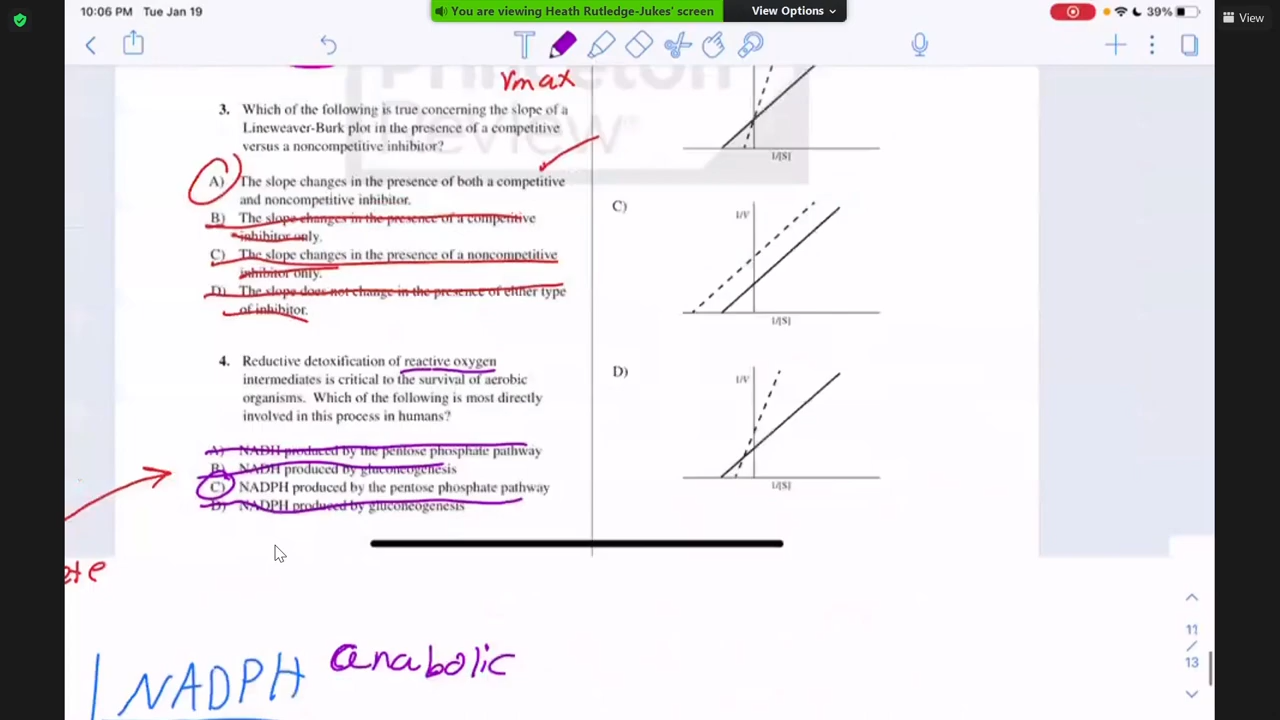 10:06 PM Tue Jan 19
You are viewing Heath Rutledge-Jukes' screen
View Options
39%
View
Princeton
Review
Vmax
3. Which of the following is true concerning the slope of a
Lineweaver-Burk plot in the presence of a competitive
versus a noncompetitive inhibitor?
A) The slope changes in the presence of both a competitive
and noncompetitive inhibitor.
B) The slope changes in the presence of a competitive
inhibitor only.
C) The slope changes in the presence of a noncompetitive
inhibitor only.
D) The slope does not change in the presence of either type
of inhibitor.
4. Reductive detoxification of reactive oxygen
intermediates is critical to the survival of aerobic
organisms. Which of the following is most directly
involved in this process in humans?
A) NADH produced by the pentose phosphate pathway
B) NADH produced by gluconeogenesis
C) NADPH produced by the pentose phosphate pathway
D) NADPH produced by gluconeogenesis
1/[S]
C)
1/V
1/[S]
D)
1/V
1/[S]
NADPH
anabolic
11
/
13